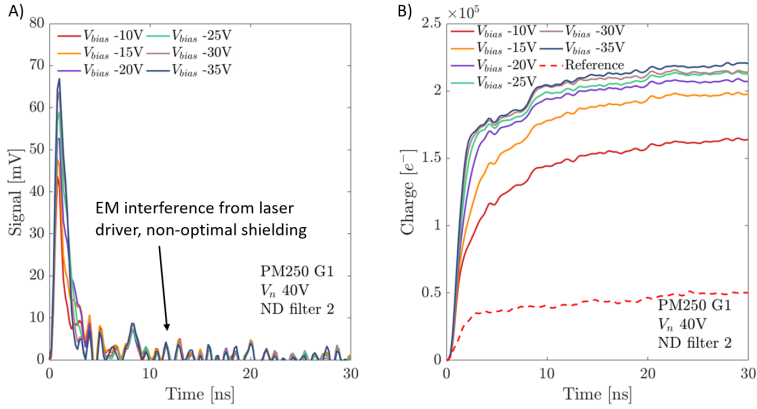 A)
80
70
60
50
40
30
20
10
0
Signal [mV]
V_bias -10V V_bias -25V
V_bias -15V V_bias -30V
V_bias -20V V_bias -35V
EM interference from laser
driver, non-optimal shielding
PM250 G1
V_n 40V
ND filter 2
0 10 20 30
Time [ns]
B)
×10^5
2.5
2
1.5
1
0.5
0
Charge [e^-]
V_bias -10V V_bias -30V
V_bias -15V V_bias -35V
V_bias -20V Reference
V_bias -25V
PM250 G1
V_n 40V
ND filter 2
0 10 20 30
Time [ns]